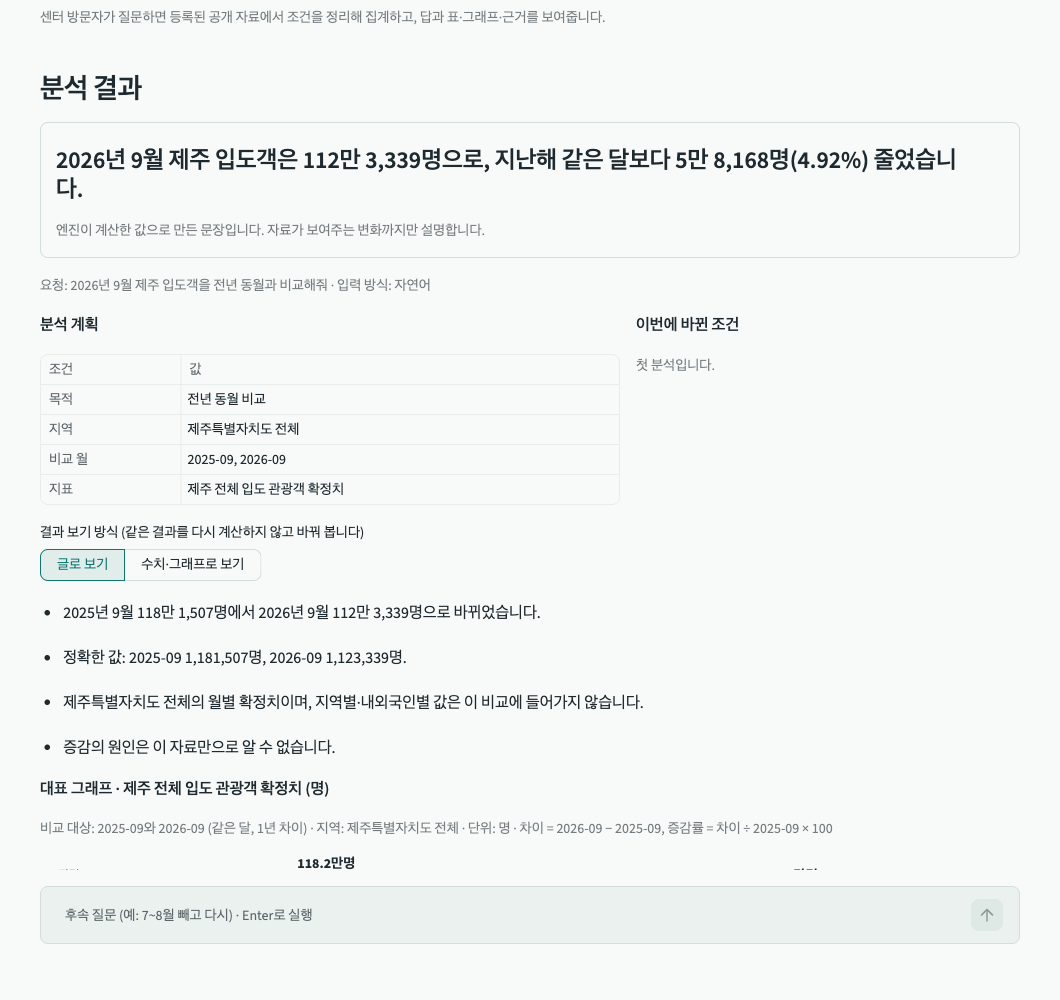 센터 방문자가 질문하면 등록된 공개 자료에서 조건을 정리해 집계하고, 답과 표·그래프·근거를 보여줍니다.
분석 결과
2026년 9월 제주 입도객은 112만 3,339명으로, 지난해 같은 달보다 5만 8,168명(4.92%) 줄었습니
다.
엔진이 계산한 값으로 만든 문장입니다. 자료가 보여주는 변화까지만 설명합니다.
요청: 2026년 9월 제주 입도객을 전년 동월과 비교해줘 · 입력 방식: 자연어
분석 계획
조건 값
목적 전년 동월 비교
지역 제주특별자치도 전체
비교 월 2025-09, 2026-09
지표 제주 전체 입도 관광객 확정치
이번에 바뀐 조건
첫 분석입니다.
결과 보기 방식 (같은 결과를 다시 계산하지 않고 바꿔 봅니다)
글로 보기 수치·그래프로 보기
• 2025년 9월 118만 1,507명에서 2026년 9월 112만 3,339명으로 바뀌었습니다.
• 정확한 값: 2025-09 1,181,507명, 2026-09 1,123,339명.
• 제주특별자치도 전체의 월별 확정치이며, 지역별·내외국인별 값은 이 비교에 들어가지 않습니다.
• 증감의 원인은 이 자료만으로 알 수 없습니다.
대표 그래프 · 제주 전체 입도 관광객 확정치 (명)
비교 대상: 2025-09와 2026-09 (같은 달, 1년 차이) · 지역: 제주특별자치도 전체 · 단위: 명 · 차이 = 2026-09 − 2025-09, 증감률 = 차이 ÷ 2025-09 × 100
118.2만명
후속 질문 (예: 7~8월 빼고 다시) · Enter로 실행